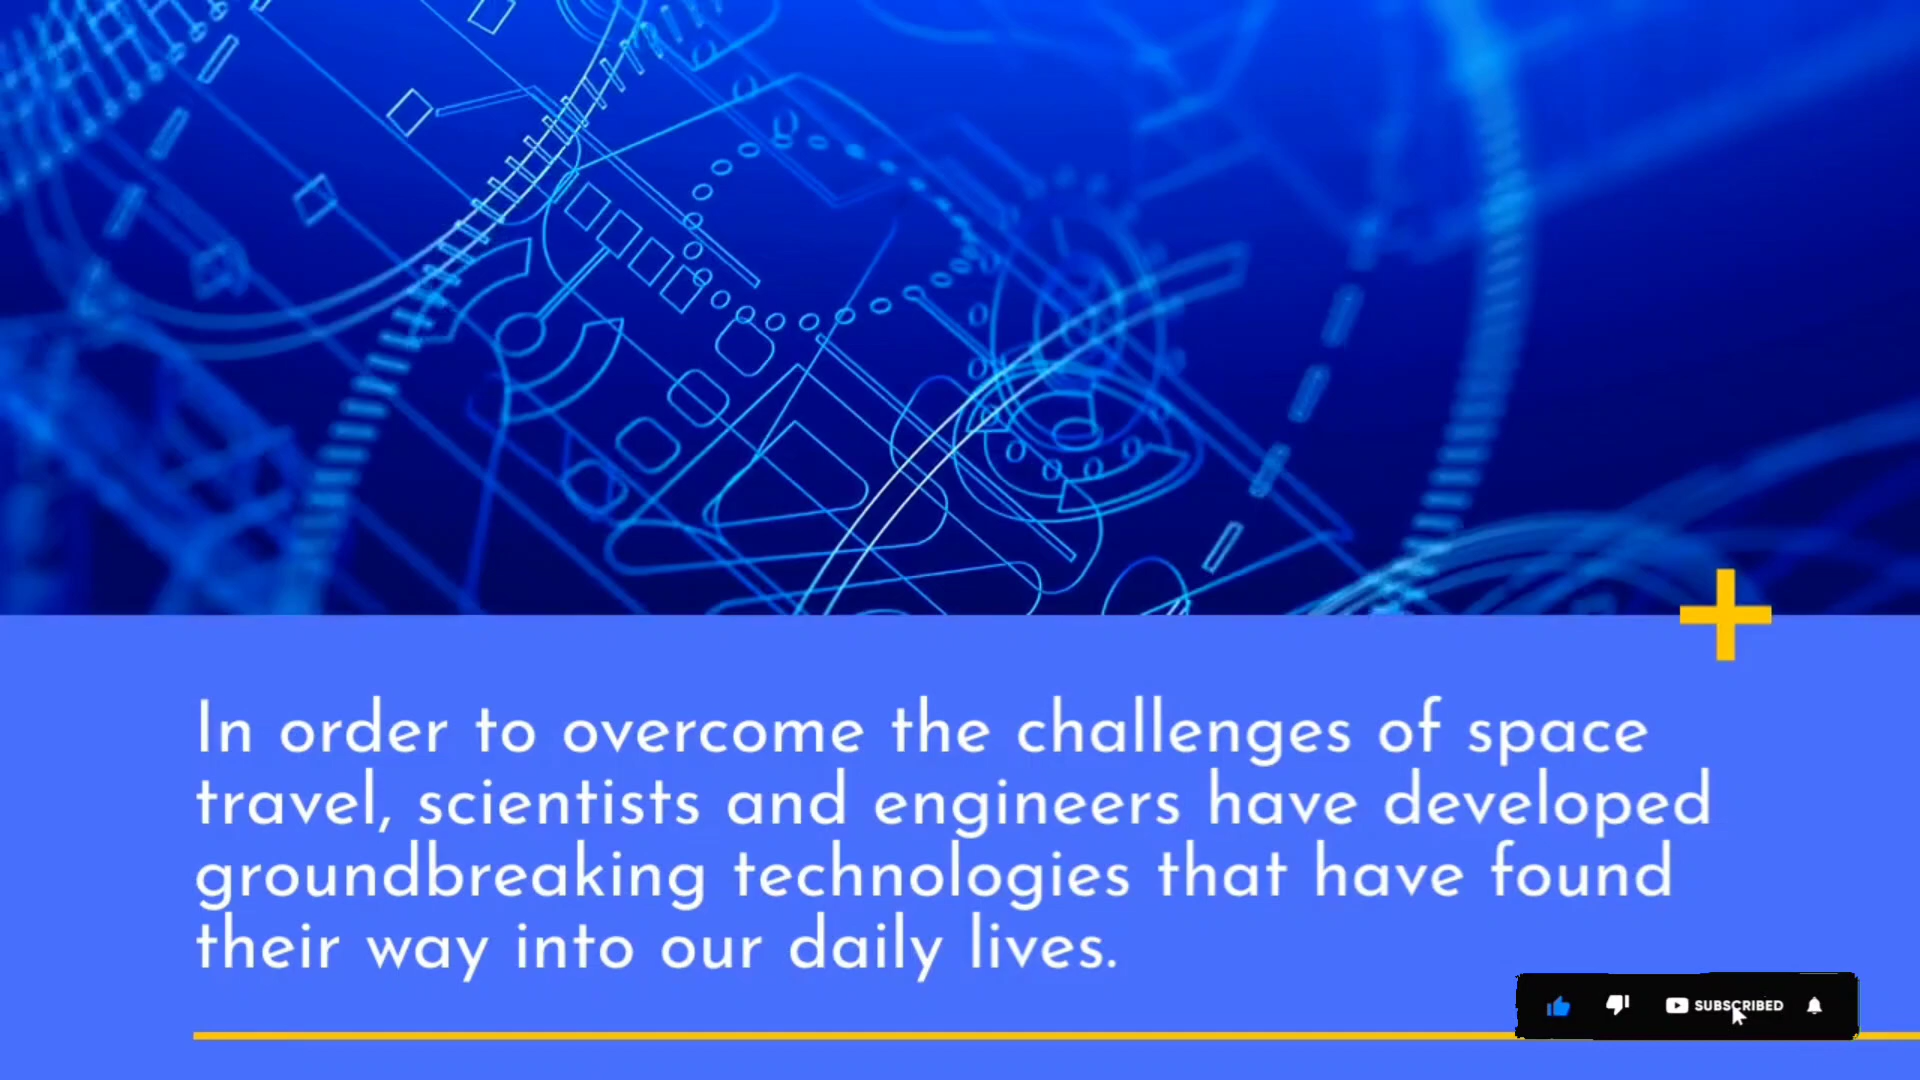 In order to overcome the challenges of space
travel, scientists and engineers have developed
groundbreaking technologies that have found
their way into our daily lives.
SUBSCRIBED